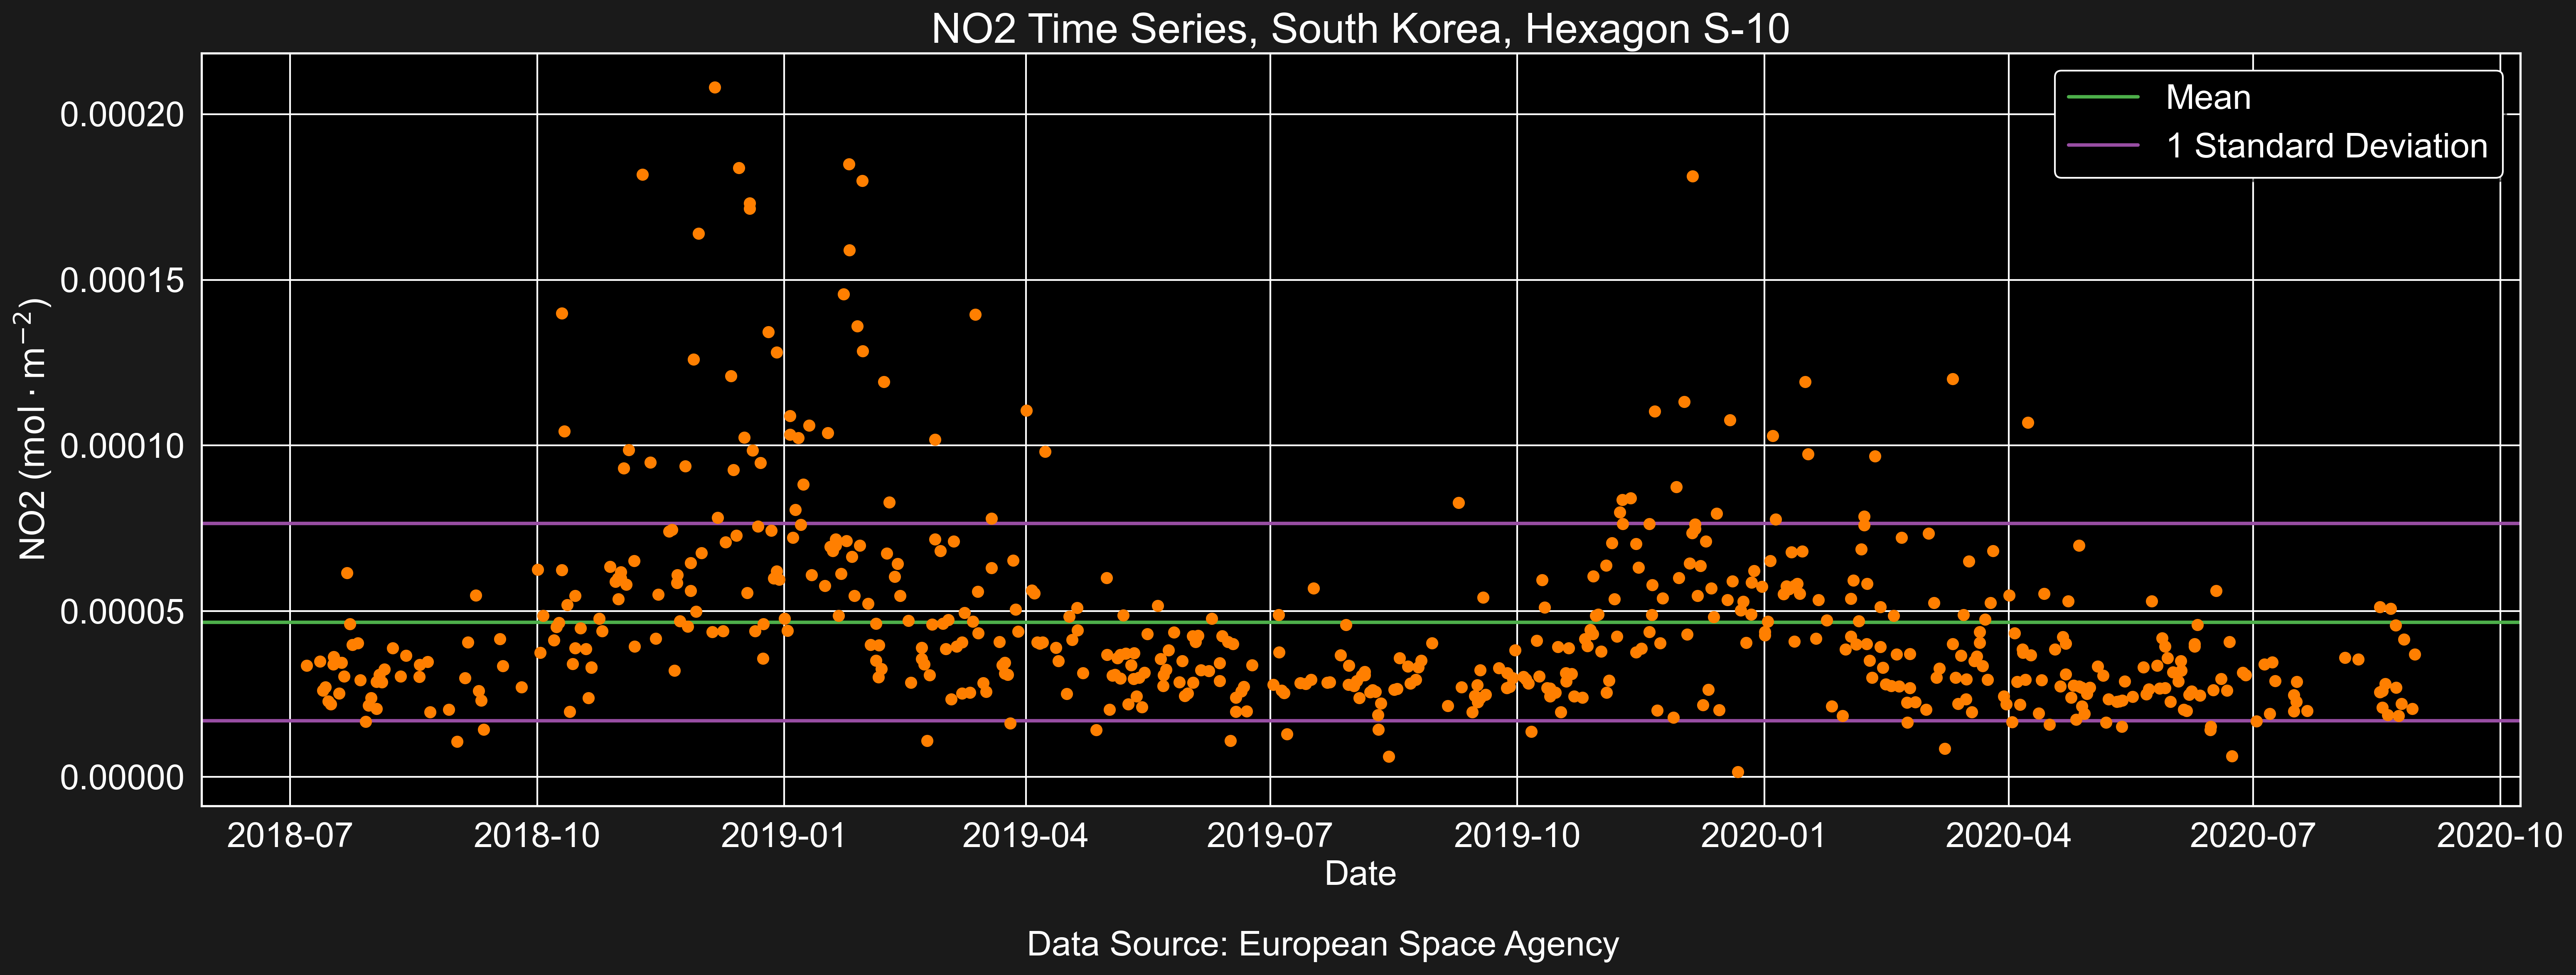 NO2 Time Series, South Korea, Hexagon S-10
Mean
1 Standard Deviation
0.00020
0.00015
0.00010
0.00005
0.00000
NO2 (mol · m⁻²)
2018-07 2018-10 2019-01 2019-04 2019-07 2019-10 2020-01 2020-04 2020-07 2020-10
Date
Data Source: European Space Agency